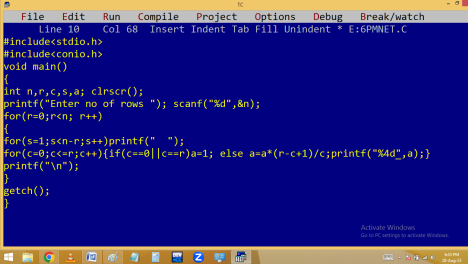 TC
File Edit Run Compile Project Options Debug Break/watch
Line 10 Col 68 Insert Indent Tab Fill Unindent * E:6PMNET.C
#include<stdio.h>
#include<conio.h>
void main()
{
int n,r,c,s,a; clrscr();
printf("Enter no of rows "); scanf("%d",&n);
for(r=0;r<n; r++)
{
for(s=1;s<n-r;s++)printf("  ");
for(c=0;c<=r;c++){if(c==0||c==r)a=1; else a=a*(r-c+1)/c;printf("%4d",a);}
printf("\n");
}
getch();
}
Activate Windows
Go to PC settings to activate Windows.